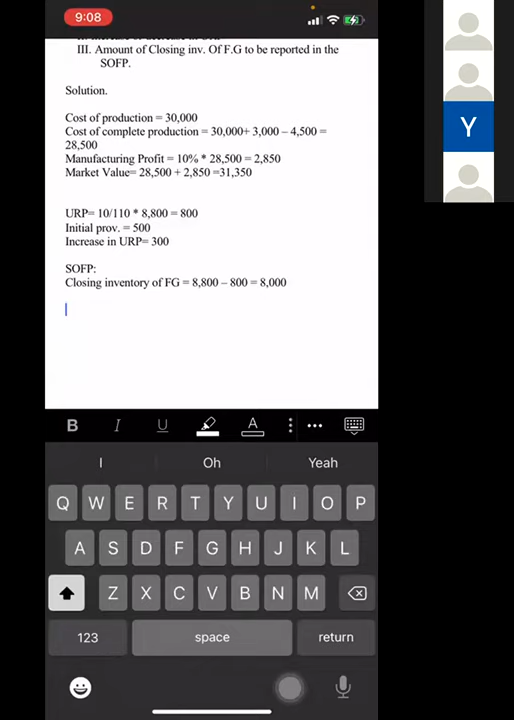 9:08
III. Amount of Closing inv. Of F.G to be reported in the
SOFP.
Solution.
Cost of production = 30,000
Cost of complete production = 30,000+ 3,000 – 4,500 =
28,500
Manufacturing Profit = 10% * 28,500 = 2,850
Market Value= 28,500 + 2,850 =31,350
URP= 10/110 * 8,800 = 800
Initial prov. = 500
Increase in URP= 300
SOFP:
Closing inventory of FG = 8,800 – 800 = 8,000
Y
B I U A
I Oh Yeah
Q W E R T Y U I O P
A S D F G H J K L
Z X C V B N M
123 space return